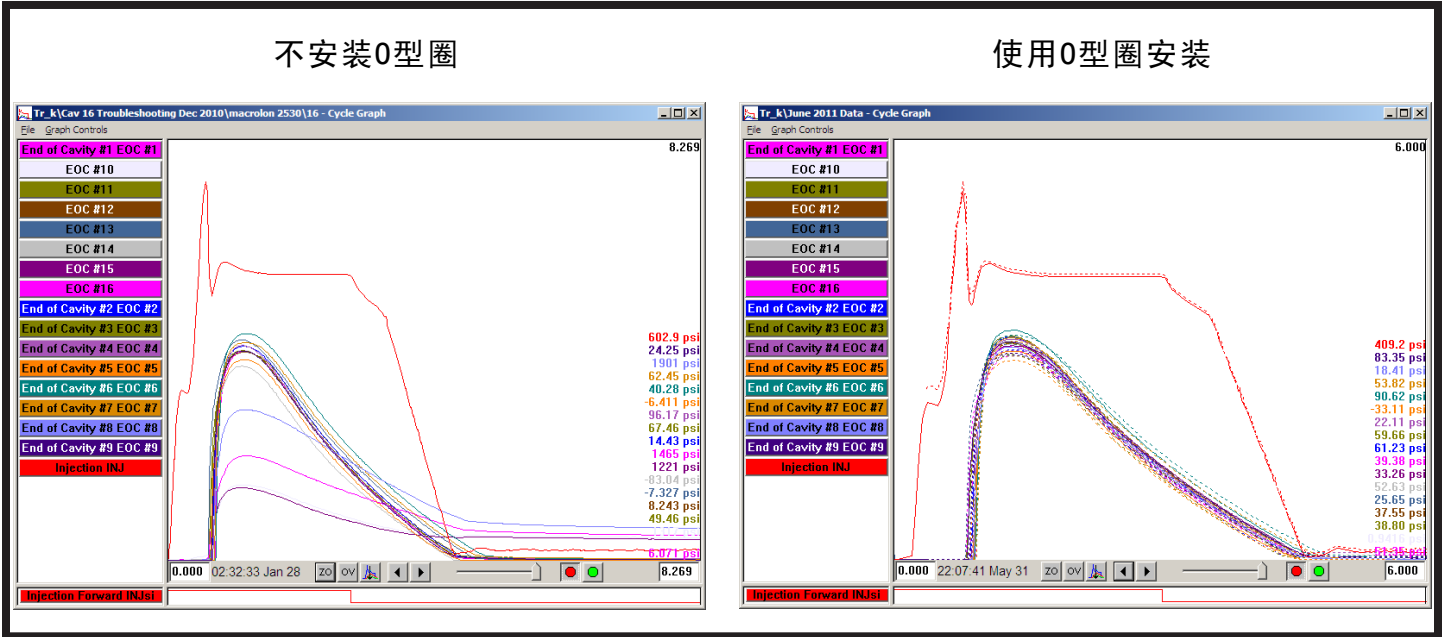 不安装0型圈
使用0型圈安装
Tr_k\Cav 16 Troubleshooting Dec 2010\macrolon 2530\16 - Cycle Graph
File Graph Controls
End of Cavity #1 EOC #1
EOC #10
EOC #11
EOC #12
EOC #13
EOC #14
EOC #15
EOC #16
End of Cavity #2 EOC #2
End of Cavity #3 EOC #3
End of Cavity #4 EOC #4
End of Cavity #5 EOC #5
End of Cavity #6 EOC #6
End of Cavity #7 EOC #7
End of Cavity #8 EOC #8
End of Cavity #9 EOC #9
Injection INJ
8.269
602.9 psi
24.25 psi
1901 psi
62.45 psi
40.28 psi
-6.411 psi
96.17 psi
67.46 psi
14.43 psi
1465 psi
1221 psi
-83.04 psi
-7.327 psi
8.243 psi
49.46 psi
6.071 psi
0.000 02:32:33 Jan 28 ZO OV 8.269
Injection Forward INJsi
Tr_k\June 2011 Data - Cycle Graph
File Graph Controls
End of Cavity #1 EOC #1
EOC #10
EOC #11
EOC #12
EOC #13
EOC #14
EOC #15
EOC #16
End of Cavity #2 EOC #2
End of Cavity #3 EOC #3
End of Cavity #4 EOC #4
End of Cavity #5 EOC #5
End of Cavity #6 EOC #6
End of Cavity #7 EOC #7
End of Cavity #8 EOC #8
End of Cavity #9 EOC #9
Injection INJ
6.000
409.2 psi
83.35 psi
18.41 psi
53.82 psi
90.62 psi
-33.11 psi
22.11 psi
59.66 psi
61.23 psi
39.38 psi
33.26 psi
52.63 psi
25.65 psi
37.55 psi
38.80 psi
0.9416 psi
0.000 22:07:41 May 31 ZO OV 6.000
Injection Forward INJsi